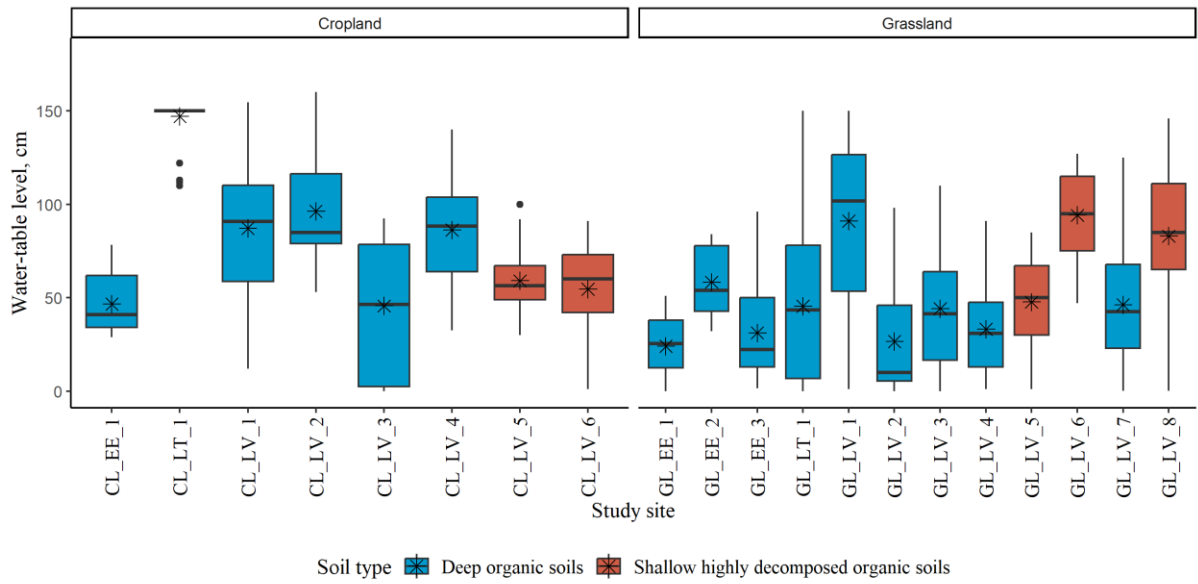 Cropland
Grassland
Water-table level, cm
150
100
50
0
CL_EE_1
CL_LT_1
CL_LV_1
CL_LV_2
CL_LV_3
CL_LV_4
CL_LV_5
CL_LV_6
GL_EE_1
GL_EE_2
GL_EE_3
GL_LT_1
GL_LV_1
GL_LV_2
GL_LV_3
GL_LV_4
GL_LV_5
GL_LV_6
GL_LV_7
GL_LV_8
Study site
Soil type Deep organic soils Shallow highly decomposed organic soils